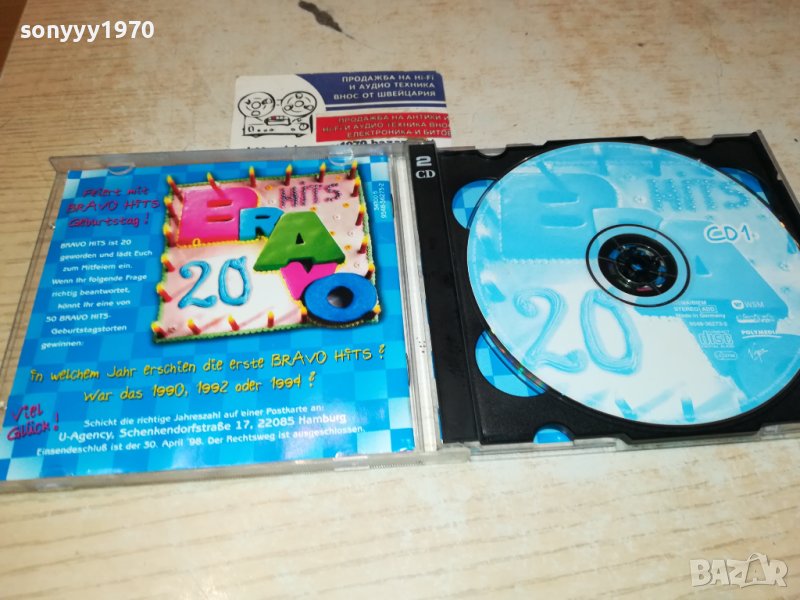 sonyyy1970
ПРОДАЖБА НА Hi-Fi
И АУДИО ТЕХНИКА
ВНОС ОТ ШВЕЙЦАРИЯ
ПРОДАЖБА НА АНТИКИ И
Hi-Fi И АУДИО ТЕХНИКА ВНОС
ЕЛЕКТРОНИКА И БИТОВ
2
CD
Feiert mit
BRAVO HITS
Geburtstag!
BRAVO HITS ist 20
geworden und lädt Euch
zum Mitfeiern ein.
Wenn Ihr folgende Frage
richtig beantwortet,
könnt Ihr eine von
50 BRAVO HITS-
Geburtstagstorten
gewinnen:
HITS
BRAVO
20
In welchem Jahr erschien die erste BRAVO HITS?
War das 1990, 1992 oder 1994?
Viel
Glück!
Schickt die richtige Jahreszahl auf einer Postkarte an:
U-Agency, Schenkendorfstraße 17, 22085 Hamburg
Einsendeschluß ist der 30. April '98. Der Rechtsweg ist ausgeschlossen.
HITS
BRAVO
20
CD 1
STEREO ADD
Made in Germany
WSM
disc
POLYMEDIA
Virgin
BAZAR